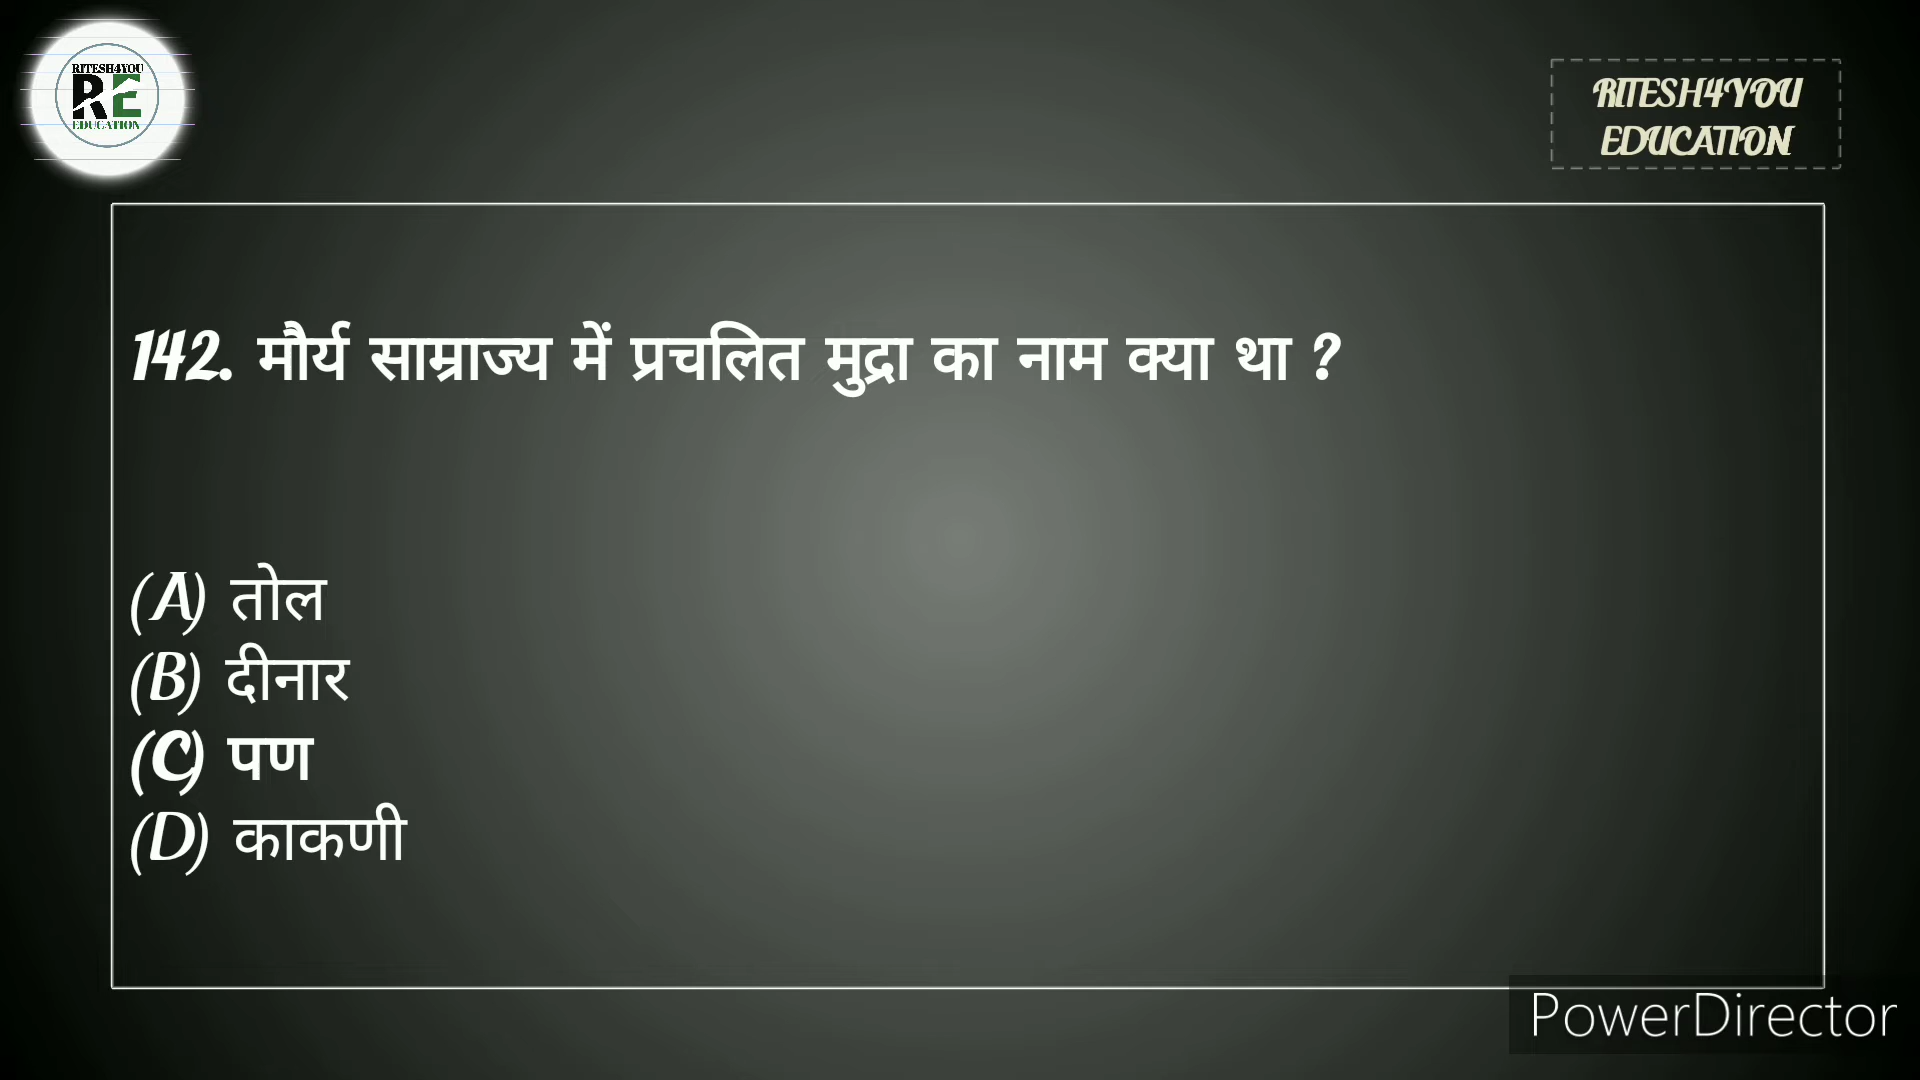 RITESH4YOU
RE
EDUCATION
RITESH4YOU
EDUCATION
142. मौर्य साम्राज्य में प्रचलित मुद्रा का नाम क्या था ?
(A) तोल
(B) दीनार
(C) पण
(D) काकणी
PowerDirector